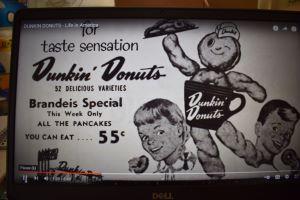 DUNKIN DONUTS - Life in America
for
taste sensation
Dunkin' Donuts
52 DELICIOUS VARIETIES
Brandeis Special
This Week Only
ALL THE PANCAKES
YOU CAN EAT .... 55¢
Dunkin'
Donuts
Dunkin'
DELL